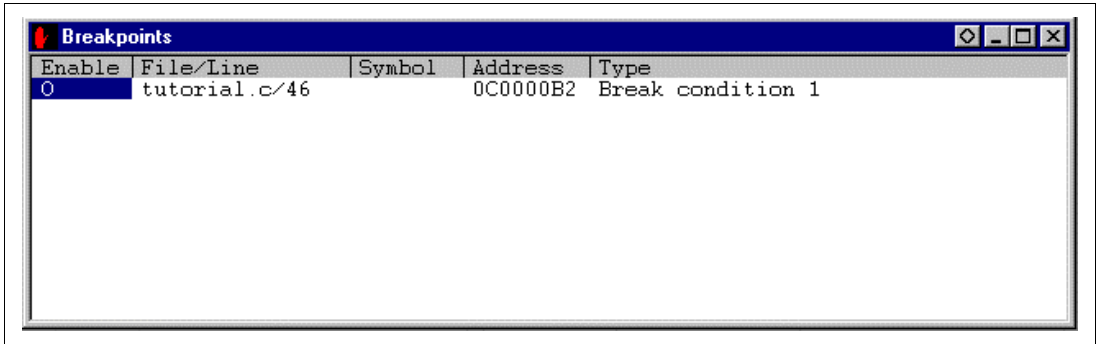 Breakpoints
Enable |File/Line |Symbol |Address |Type
O tutorial.c/46 0C0000B2 Break condition 1